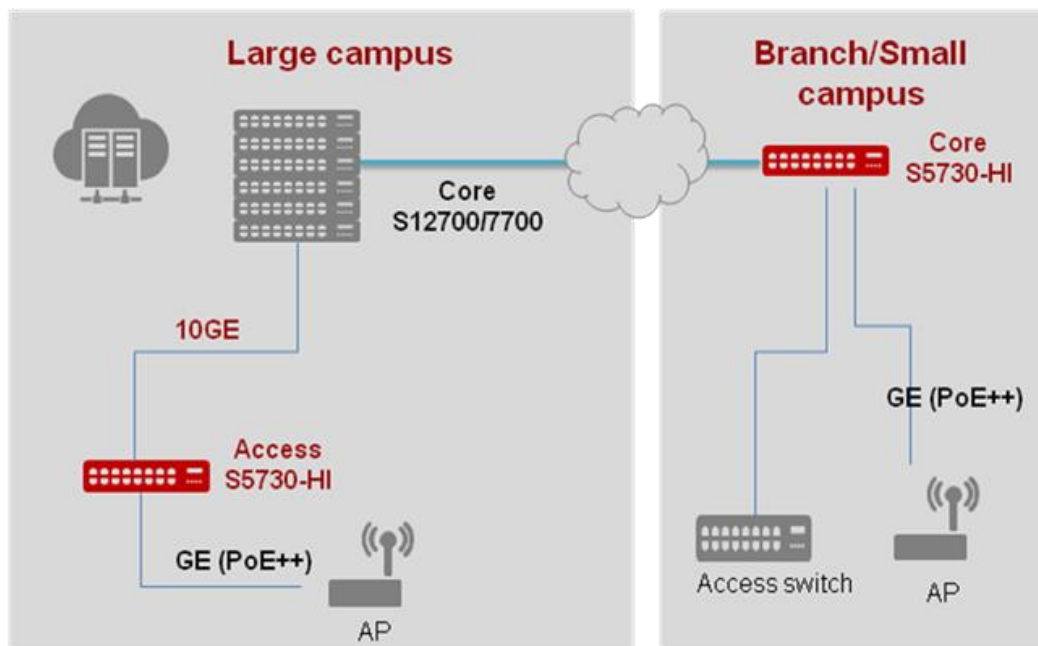 Large campus
Core
S12700/7700
10GE
Access
S5730-HI
GE (PoE++)
AP
Branch/Small
campus
Core
S5730-HI
GE (PoE++)
Access switch
AP